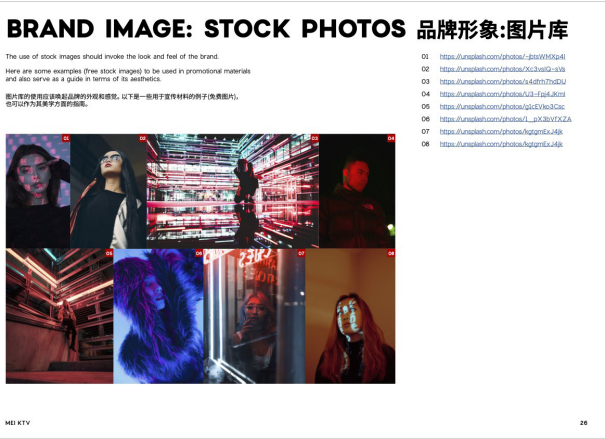 BRAND IMAGE: STOCK PHOTOS 品牌形象:图片库
The use of stock images should invoke the look and feel of the brand.
Here are some examples (free stock images) to be used in promotional materials
and also serve as a guide in terms of its aesthetics.
图片库的使用应该唤起品牌的外观和感觉。以下是一些用于宣传材料的例子(免费图片)。
也可以作为其美学方面的指南。
01 https://unsplash.com/photos/-jbtsWMXp4I
02 https://unsplash.com/photos/Xc3vsIQ-sVs
03 https://unsplash.com/photos/s4dfrh7hdDU
04 https://unsplash.com/photos/U3-Fpj4JKmI
05 https://unsplash.com/photos/g1cEVko3Csc
06 https://unsplash.com/photos/1_pX3bVfXZA
07 https://unsplash.com/photos/kgtgmExJ4jk
08 https://unsplash.com/photos/kgtgmExJ4jk
01
02
03
04
05
06
07
08
MEI KTV
26